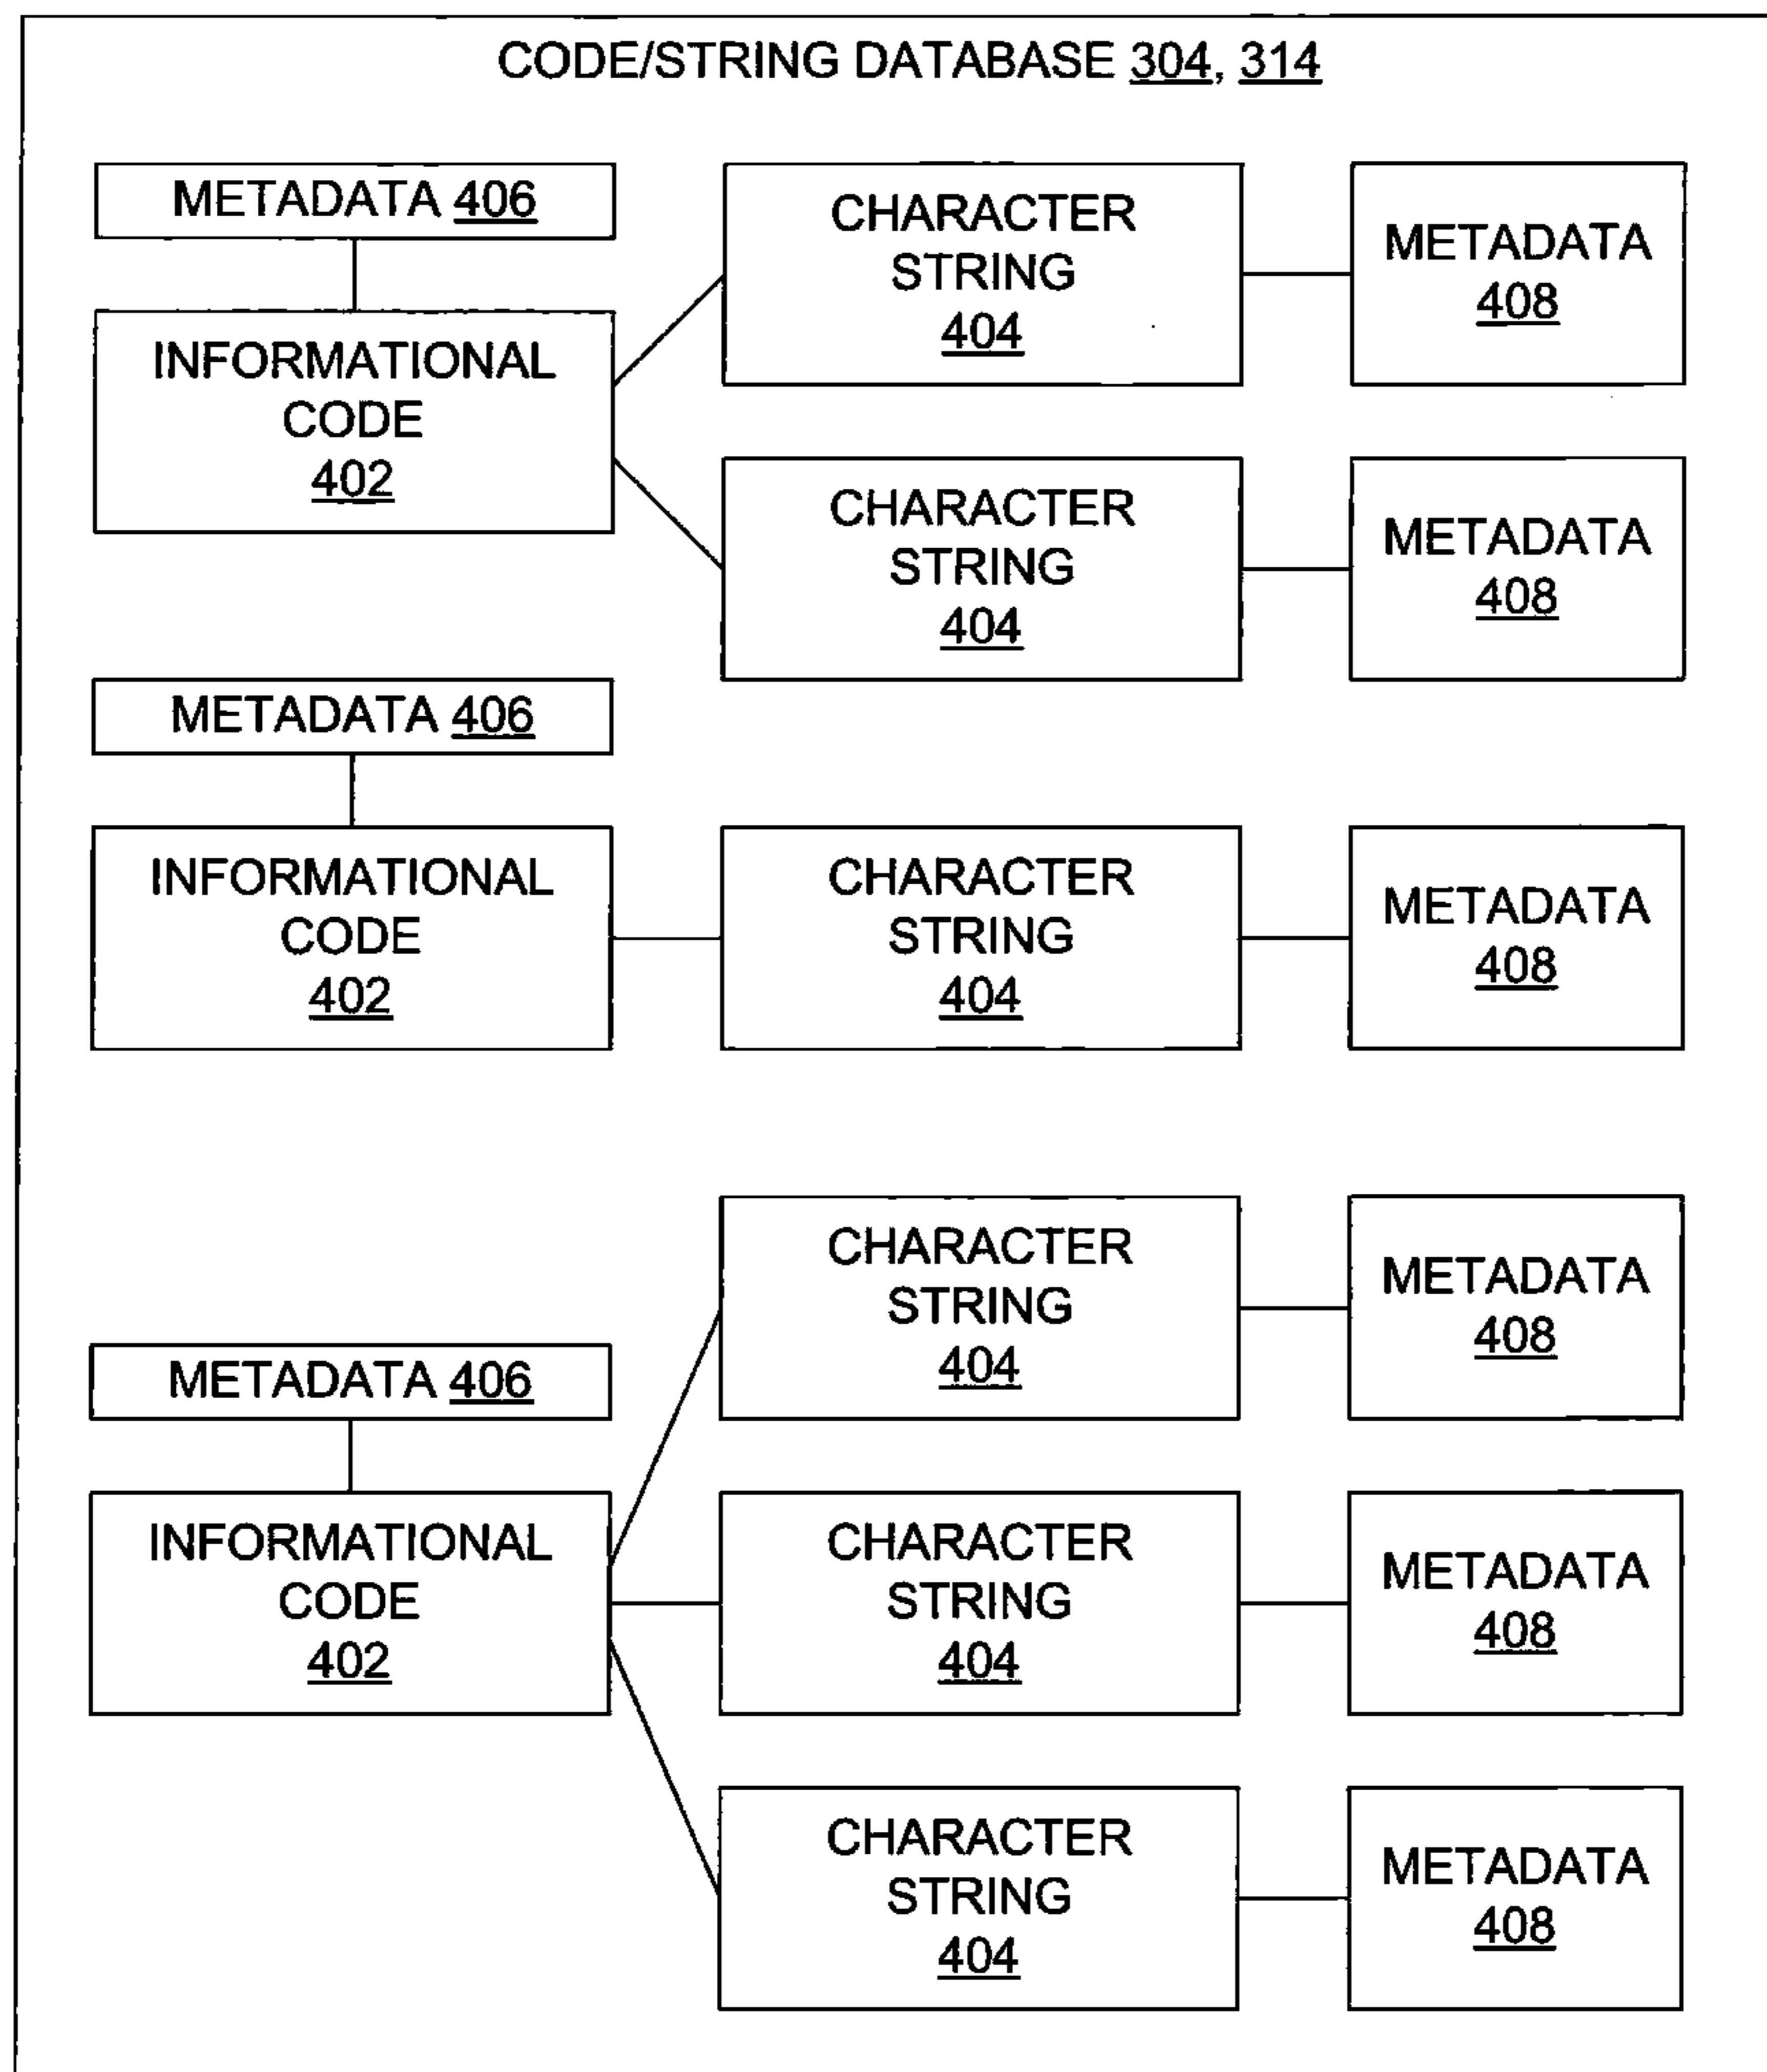 CODE/STRING DATABASE 304, 314
METADATA 406
INFORMATIONAL
CODE
402
CHARACTER
STRING
404
METADATA
408
CHARACTER
STRING
404
METADATA
408
METADATA 406
INFORMATIONAL
CODE
402
CHARACTER
STRING
404
METADATA
408
METADATA 406
INFORMATIONAL
CODE
402
CHARACTER
STRING
404
METADATA
408
CHARACTER
STRING
404
METADATA
408
CHARACTER
STRING
404
METADATA
408